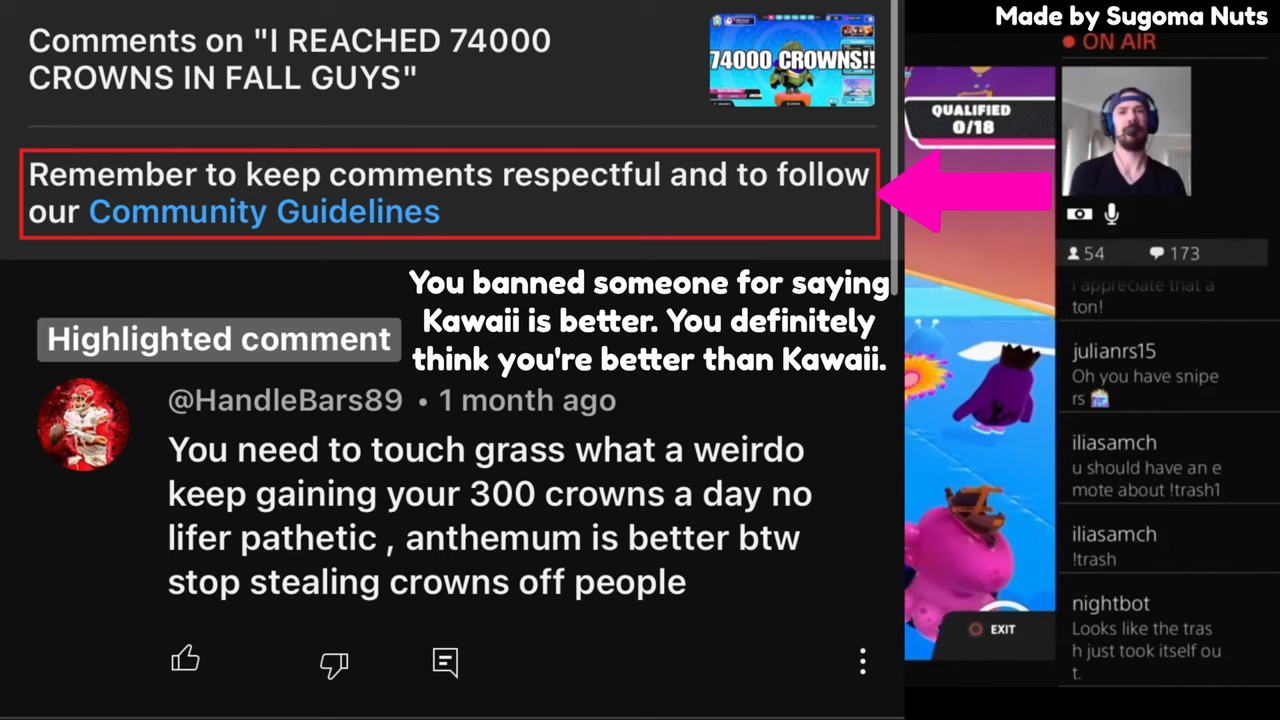 Made by Sugoma Nuts
Comments on "I REACHED 74000
CROWNS IN FALL GUYS"
74000 CROWNS!!
Remember to keep comments respectful and to follow
our Community Guidelines
You banned someone for saying
Kawaii is better. You definitely
think you're better than Kawaii.
Highlighted comment
@HandleBars89 • 1 month ago
You need to touch grass what a weirdo
keep gaining your 300 crowns a day no
lifer pathetic , anthemum is better btw
stop stealing crowns off people
QUALIFIED
0/18
EXIT
ON AIR
54 173
I appreciate that a
ton!
julianrs15
Oh you have snipe
rs
iliasamch
u should have an e
mote about !trash1
iliasamch
!trash
nightbot
Looks like the tras
h just took itself ou
t.